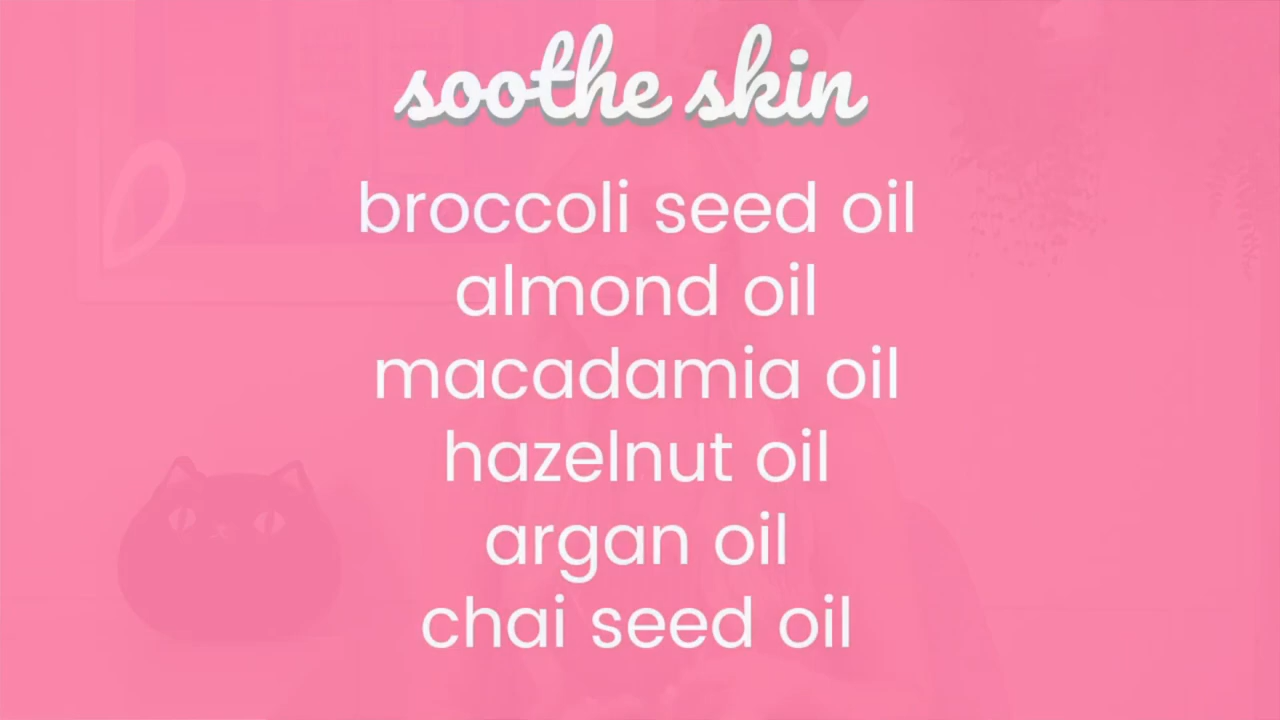 soothe skin
broccoli seed oil
almond oil
macadamia oil
hazelnut oil
argan oil
chai seed oil